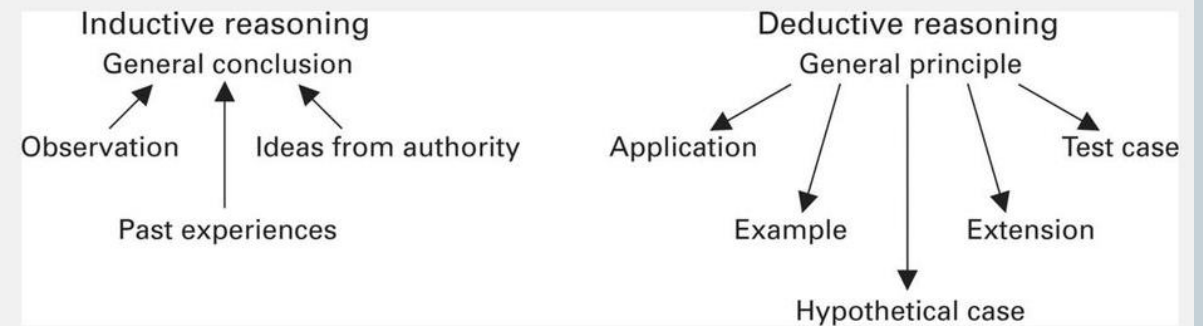 Inductive reasoning
General conclusion
Observation
Ideas from authority
Past experiences
Deductive reasoning
General principle
Application
Test case
Example
Extension
Hypothetical case